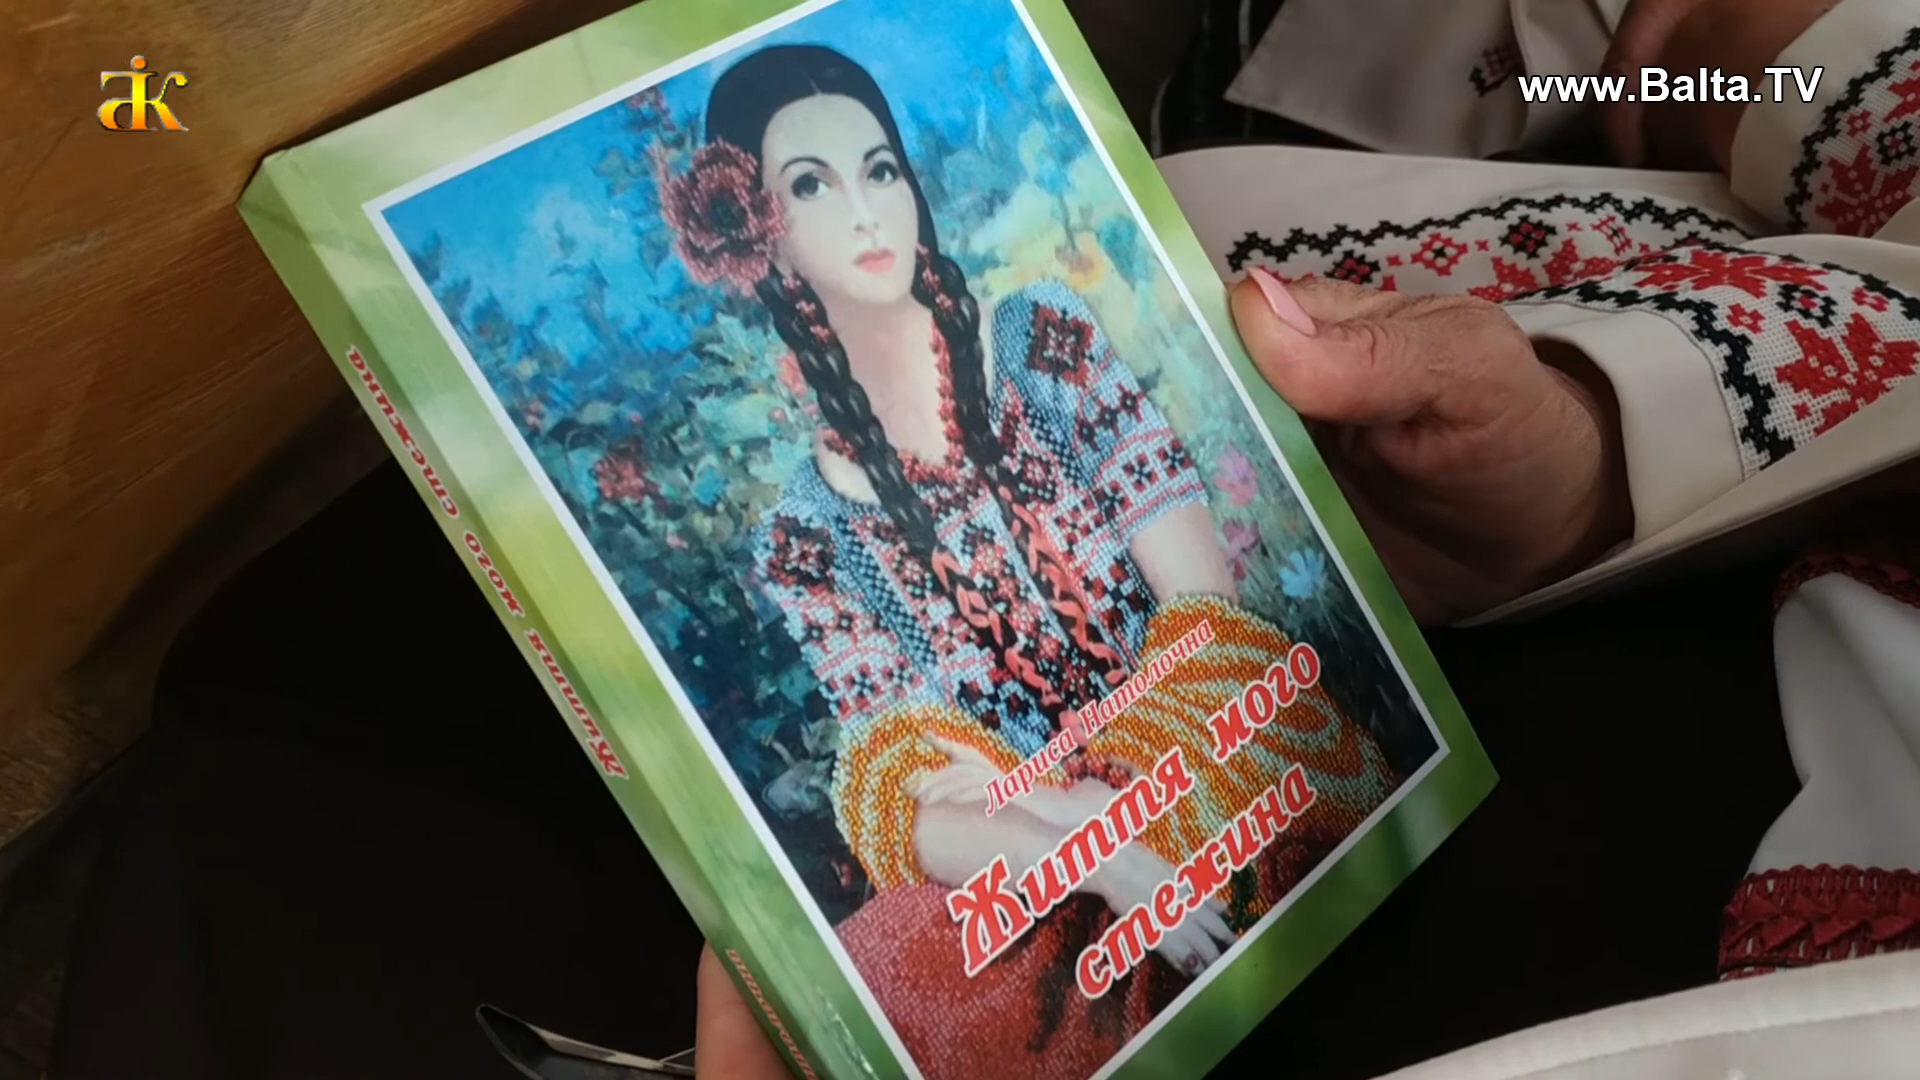 www.Balta.TV
Лариса Натолочна
Життя мого
стежина
Життя мого стежина